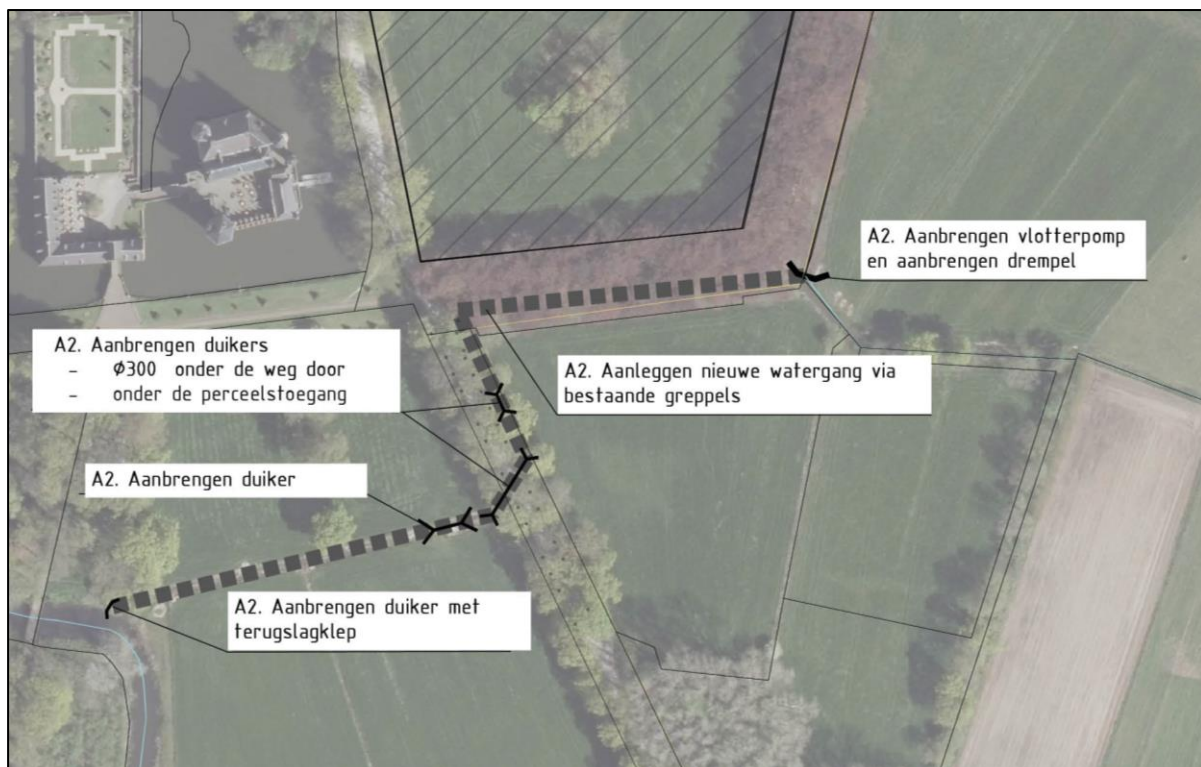 A2. Aanbrengen vlotterpomp
en aanbrengen drempel
A2. Aanbrengen duikers
- Ø300 onder de weg door
- onder de perceelstoegang
A2. Aanleggen nieuwe watergang via
bestaande greppels
A2. Aanbrengen duiker
A2. Aanbrengen duiker met
terugslagklep